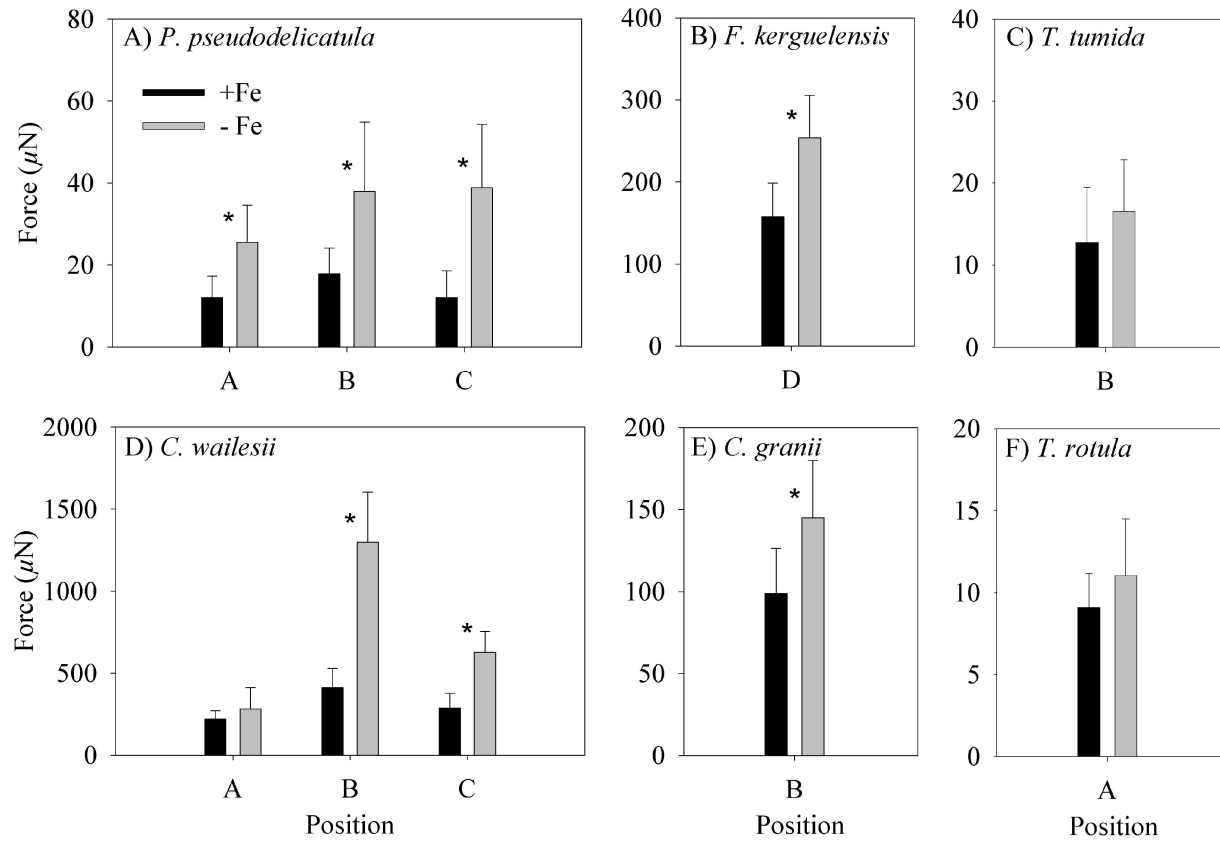 A) P. pseudodelicatula
+Fe
- Fe
Force (µN)
80
60
40
20
0
A B C
B) F. kerguelensis
400
300
200
100
0
D
C) T. tumida
40
30
20
10
0
B
D) C. wailesii
Force (µN)
2000
1500
1000
500
0
A B C
Position
E) C. granii
200
150
100
50
0
B
Position
F) T. rotula
20
15
10
5
0
A
Position